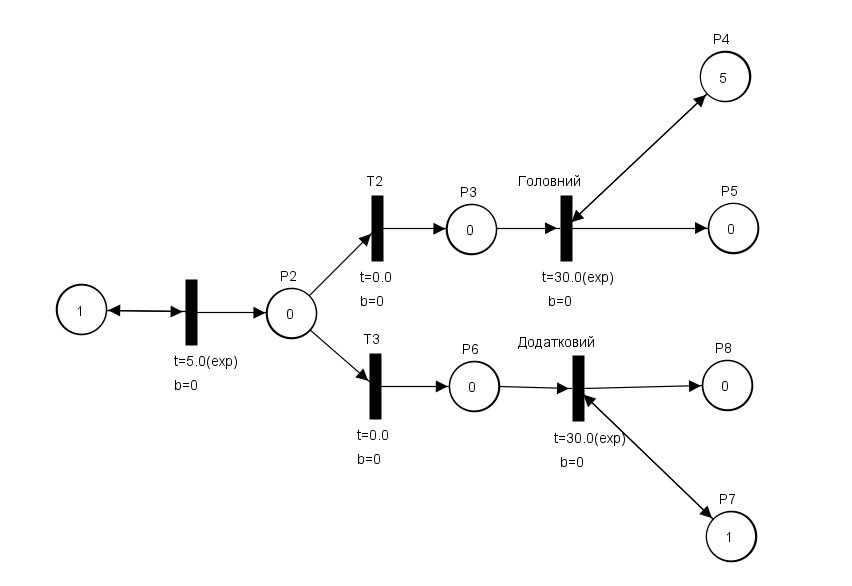 P4
5
T2
P3
Головний
P5
0
0
t=0.0
b=0
t=30.0(exp)
b=0
P2
1
0
t=5.0(exp)
b=0
T3
P6
Додатковий
P8
0
0
t=0.0
b=0
t=30.0(exp)
b=0
P7
1